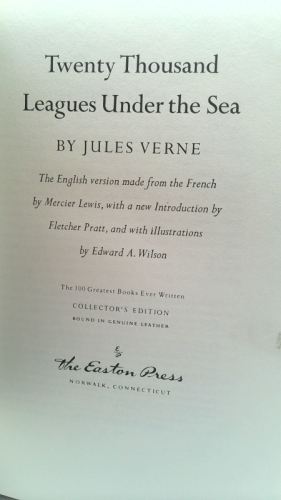 Twenty Thousand
Leagues Under the Sea
BY JULES VERNE
The English version made from the French
by Mercier Lewis, with a new Introduction by
Fletcher Pratt, and with illustrations
by Edward A. Wilson
The 100 Greatest Books Ever Written
COLLECTOR'S EDITION
BOUND IN GENUINE LEATHER
the Easton Press
NORWALK, CONNECTICUT